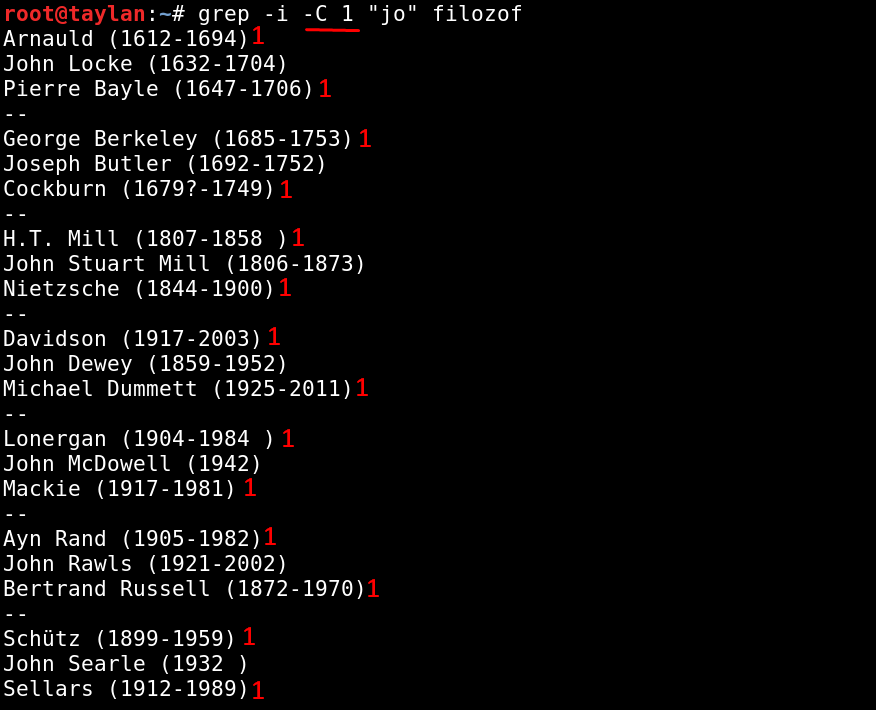 root@taylan:~# grep -i -C 1 "jo" filozof
Arnauld (1612-1694) 1
John Locke (1632-1704)
Pierre Bayle (1647-1706) 1
--
George Berkeley (1685-1753) 1
Joseph Butler (1692-1752)
Cockburn (1679?-1749) 1
--
H.T. Mill (1807-1858 ) 1
John Stuart Mill (1806-1873)
Nietzsche (1844-1900) 1
--
Davidson (1917-2003) 1
John Dewey (1859-1952)
Michael Dummett (1925-2011) 1
--
Lonergan (1904-1984 ) 1
John McDowell (1942)
Mackie (1917-1981) 1
--
Ayn Rand (1905-1982) 1
John Rawls (1921-2002)
Bertrand Russell (1872-1970) 1
--
Schütz (1899-1959) 1
John Searle (1932 )
Sellars (1912-1989) 1